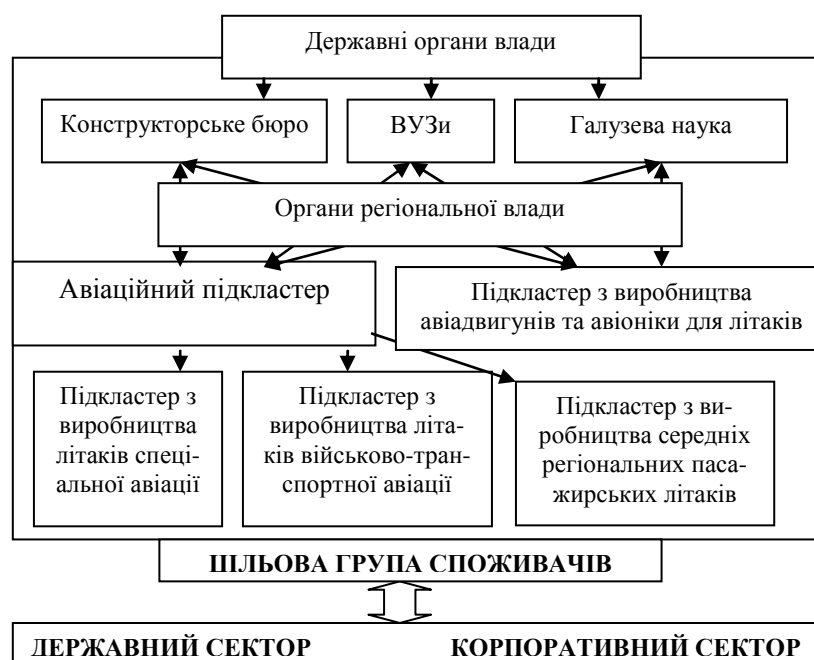 Державні органи влади
Конструкторське бюро
ВУЗи
Галузева наука
Органи регіональної влади
Авіаційний підкластер
Підкластер з виробництва
авіадвигунів та авіоніки для літаків
Підкластер з
виробництва
літаків спеці-
альної авіації
Підкластер з
виробництва літа-
ків військово-тран-
спортної авіації
Підкластер з ви-
робництва середніх
регіональних паса-
жирських літаків
ЦІЛЬОВА ГРУПА СПОЖИВАЧІВ
ДЕРЖАВНИЙ СЕКТОР КОРПОРАТИВНИЙ СЕКТОР